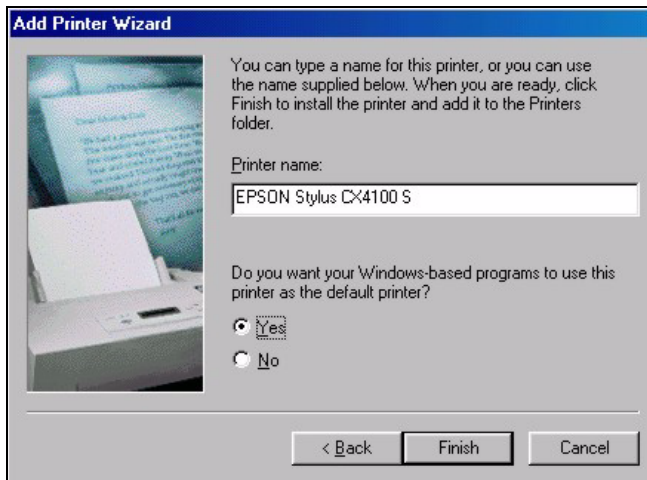 Add Printer Wizard
You can type a name for this printer, or you can use
the name supplied below. When you are ready, click
Finish to install the printer and add it to the Printers
folder.
Printer name:
EPSON Stylus CX4100 S
Do you want your Windows-based programs to use this
printer as the default printer?
Yes
No
< Back
Finish
Cancel